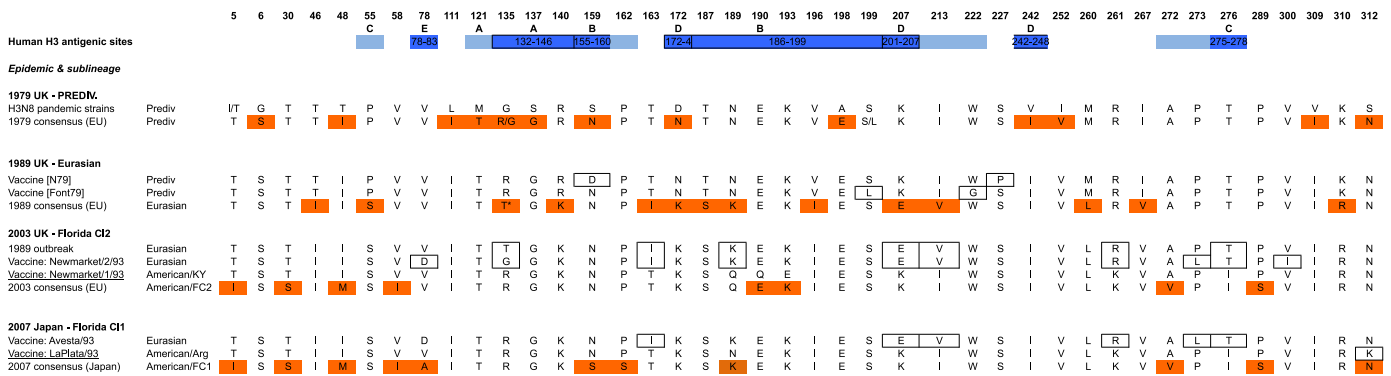 5 6 30 46 48 55 58 78 111 121 135 137 140 159 162 163 172 187 189 190 193 196 198 199 207 213 222 227 242 252 260 261 267 272 273 276 289 300 309 310 312
C E A A B D B D D C
Human H3 antigenic sites 78-83 132-146 155-160 172-4 186-199 201-207 242-248 275-278
Epidemic & sublineage
1979 UK - PREDIV.
H3N8 pandemic strains Prediv I/T G T T T P V V L M G S R S P T D T N E K V A S K I W S V I M R I A P T P V V K S
1979 consensus (EU) Prediv T S T T I P V V I T R/G G R N P T N T N E K V E S/L K I W S I V M R I A P T P V I K N
1989 UK - Eurasian
Vaccine [N79] Prediv T S T T I P V V I T R G R D P T N T N E K V E S K I W P I V M R I A P T P V I K N
Vaccine [Font79] Prediv T S T T I P V V I T R G R N P T N T N E K V E L K I G S I V M R I A P T P V I K N
1989 consensus (EU) Eurasian T S T I I S V V I T T* G K N P I K S K E K I E S E V W S I V L R V A P T P V I R N
2003 UK - Florida Cl2
1989 outbreak Eurasian T S T I I S V V I T T G K N P I K S K E K I E S E V W S I V L R V A P T P V I R N
Vaccine: Newmarket/2/93 Eurasian T S T I I S V D I T G G K N P I K S K E K I E S E V W S I V L R V A L T P I I R N
Vaccine: Newmarket/1/93 American/KY T S T I I S V V I T R G K N P T K S Q Q E I E S K I W S I V L K V A P I P V I R N
2003 consensus (EU) American/FC2 I S S I M S I V I T R G K N P T K S Q E K I E S K I W S I V L K V V P I S V I R N
2007 Japan - Florida Cl1
Vaccine: Avesta/93 Eurasian T S T I I S V D I T R G K N P I K S K E K I E S E V W S I V L R V A L T P V I R N
Vaccine: LaPlata/93 American/Arg T S T I I S V V I T R G K N P T K S N E K I E S K I W S I V L K V A P I P V I R K
2007 consensus (Japan) American/FC1 I S S I M S I A I T R G K S S T K S K E K I E S K I W S I V L K V V P I S V I R N